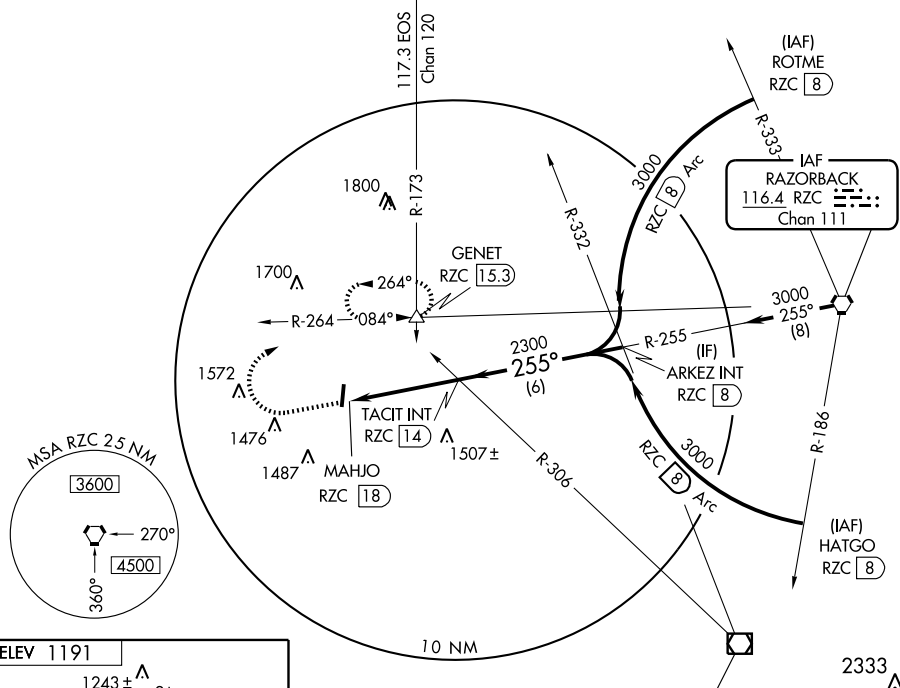 117.3 EOS
Chan 120
R-173
(IAF)
ROTME
RZC 8
R-333
3000
RZC 8 Arc
IAF
RAZORBACK
116.4 RZC
Chan 111
1800
R-332
GENET
RZC 15.3
1700
264°
R-264
084°
3000
255°
(8)
R-255
2300
255°
(6)
(IF)
ARKEZ INT
RZC 8
1572
TACIT INT
RZC 14
1476
1507±
1487
MAHJO
RZC 18
R-306
R-186
3000
RZC 8 Arc
(IAF)
HATGO
RZC 8
MSA RZC 25 NM
3600
270°
4500
360°
10 NM
ELEV 1191
1243±
2333